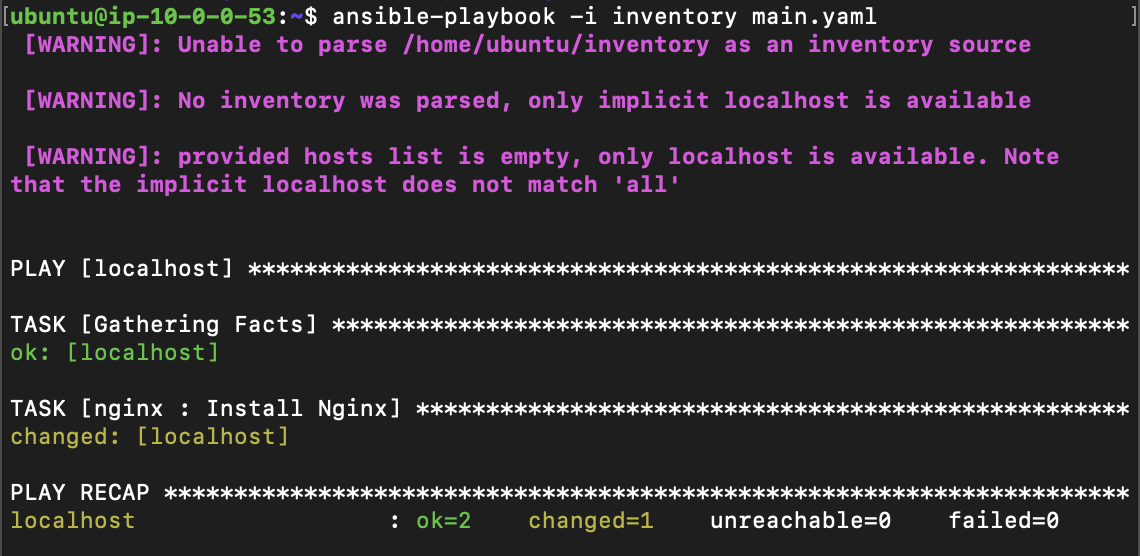 [ubuntu@ip-10-0-0-53:~$ ansible-playbook -i inventory main.yaml ]
[WARNING]: Unable to parse /home/ubuntu/inventory as an inventory source
[WARNING]: No inventory was parsed, only implicit localhost is available
[WARNING]: provided hosts list is empty, only localhost is available. Note
that the implicit localhost does not match 'all'
PLAY [localhost] ***************************************************************
TASK [Gathering Facts] *********************************************************
ok: [localhost]
TASK [nginx : Install Nginx] ***************************************************
changed: [localhost]
PLAY RECAP *********************************************************************
localhost : ok=2 changed=1 unreachable=0 failed=0